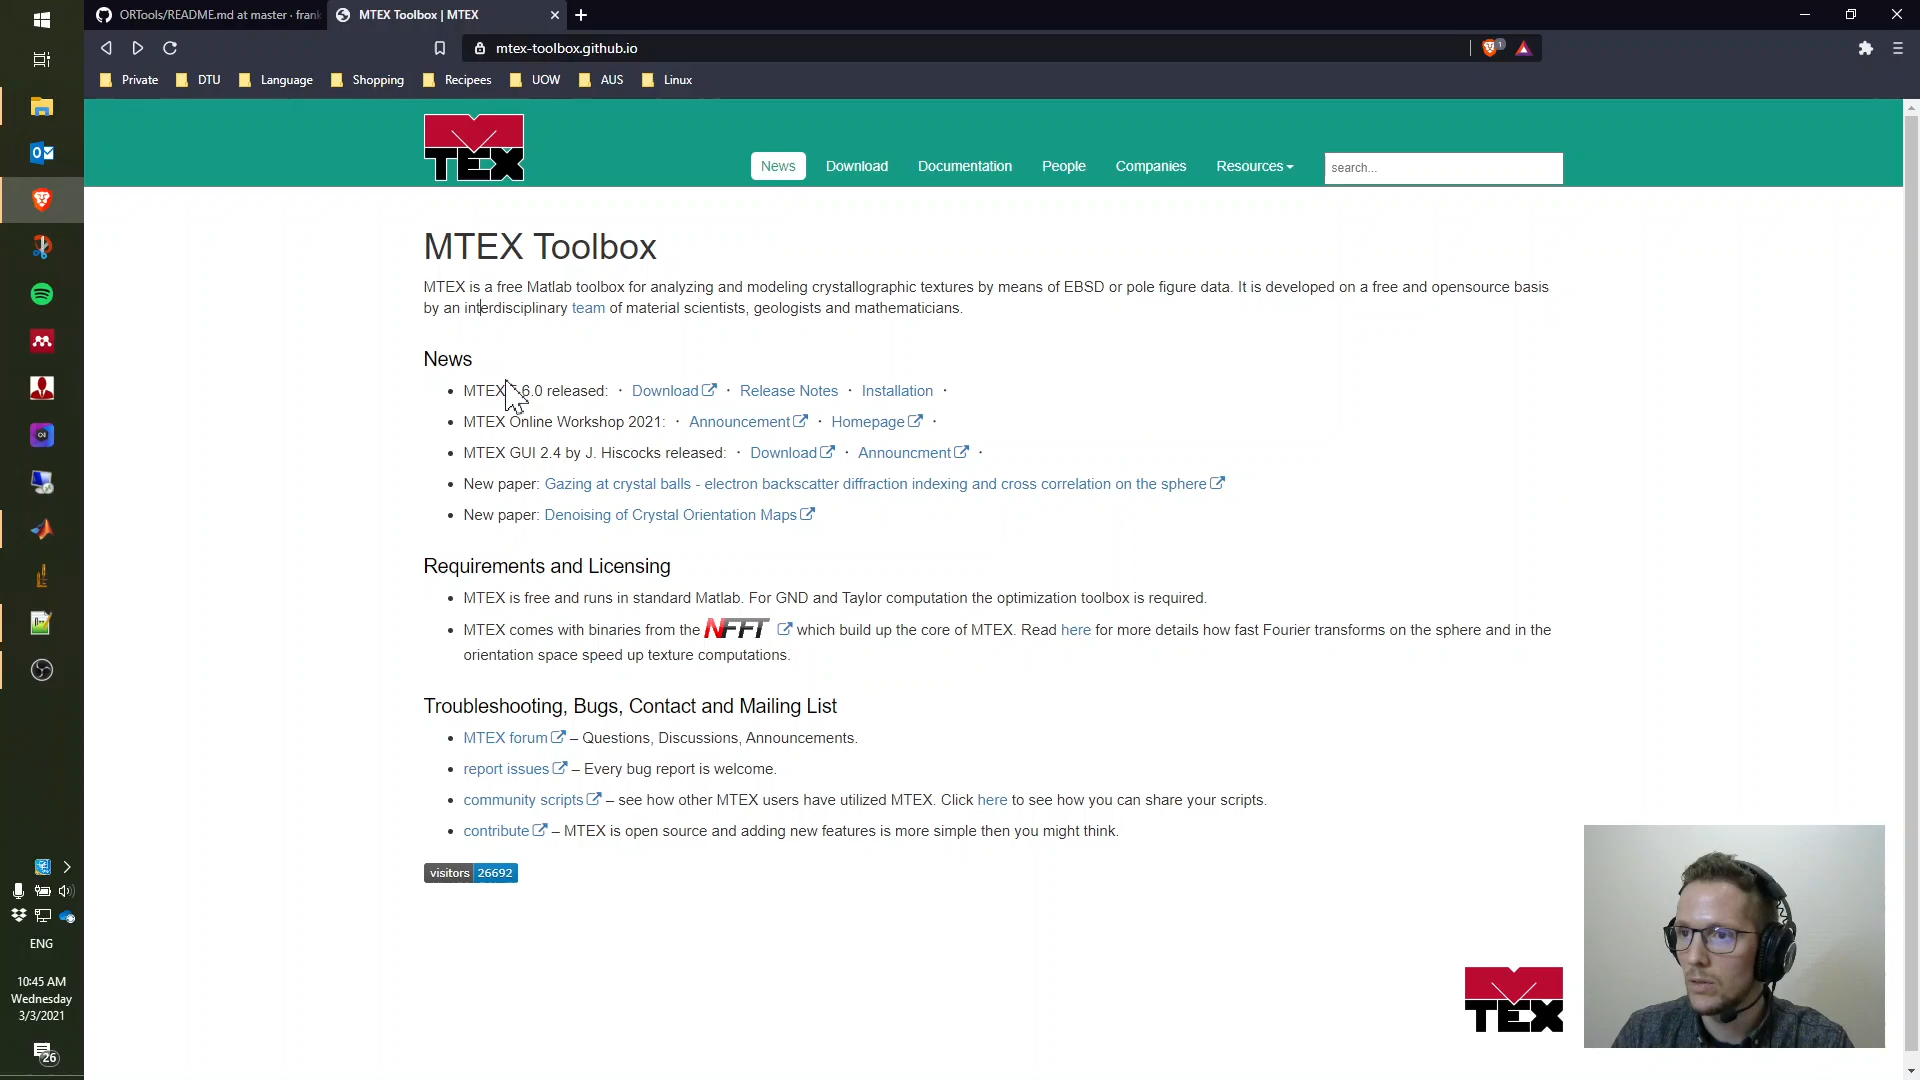 ORTools/README.md at master · frank
MTEX Toolbox | MTEX
mtex-toolbox.github.io
1
Private
DTU
Language
Shopping
Recipees
UOW
AUS
Linux
MTEX
News
Download
Documentation
People
Companies
Resources
search...
MTEX Toolbox
MTEX is a free Matlab toolbox for analyzing and modeling crystallographic textures by means of EBSD or pole figure data. It is developed on a free and opensource basis
by an interdisciplinary team of material scientists, geologists and mathematicians.
News
• MTEX 6.0 released: · Download · Release Notes · Installation ·
• MTEX Online Workshop 2021: · Announcement · Homepage ·
• MTEX GUI 2.4 by J. Hiscocks released: · Download · Announcment ·
• New paper: Gazing at crystal balls - electron backscatter diffraction indexing and cross correlation on the sphere
• New paper: Denoising of Crystal Orientation Maps
Requirements and Licensing
• MTEX is free and runs in standard Matlab. For GND and Taylor computation the optimization toolbox is required.
• MTEX comes with binaries from the NFFT which build up the core of MTEX. Read here for more details how fast Fourier transforms on the sphere and in the
orientation space speed up texture computations.
Troubleshooting, Bugs, Contact and Mailing List
• MTEX forum – Questions, Discussions, Announcements.
• report issues – Every bug report is welcome.
• community scripts – see how other MTEX users have utilized MTEX. Click here to see how you can share your scripts.
• contribute – MTEX is open source and adding new features is more simple then you might think.
visitors 26692
MTEX
ENG
10:45 AM
Wednesday
3/3/2021
26